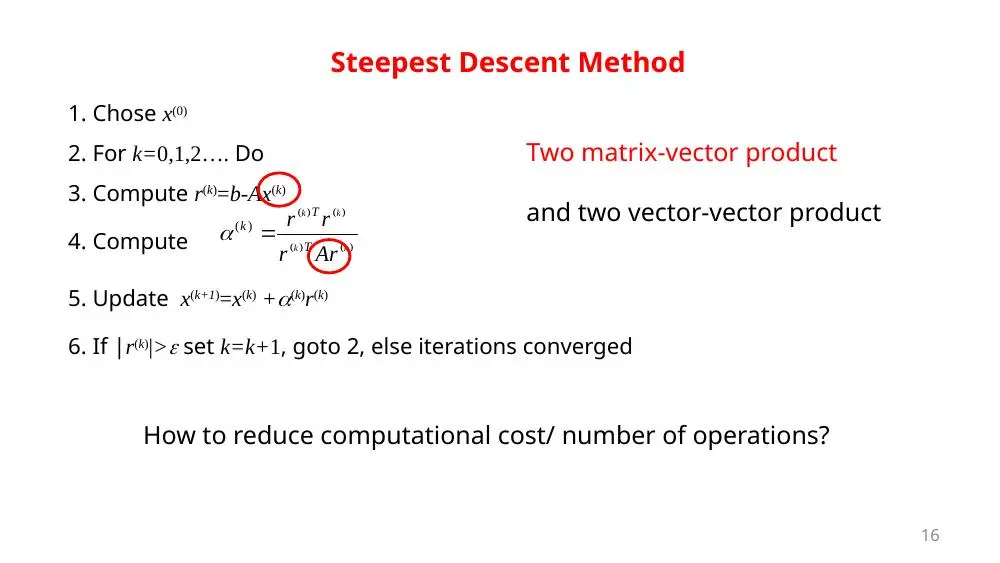 Steepest Descent Method
1. Chose x⁽⁰⁾
2. For k=0,1,2…. Do
3. Compute r⁽ᵏ⁾=b-Ax⁽ᵏ⁾
4. Compute α⁽ᵏ⁾ = r⁽ᵏ⁾ᵀ r⁽ᵏ⁾ / r⁽ᵏ⁾ᵀ Ar⁽ᵏ⁾
5. Update x⁽ᵏ⁺¹⁾=x⁽ᵏ⁾ +α⁽ᵏ⁾r⁽ᵏ⁾
6. If |r⁽ᵏ⁾|>ε set k=k+1, goto 2, else iterations converged
Two matrix-vector product
and two vector-vector product
How to reduce computational cost/ number of operations?
16